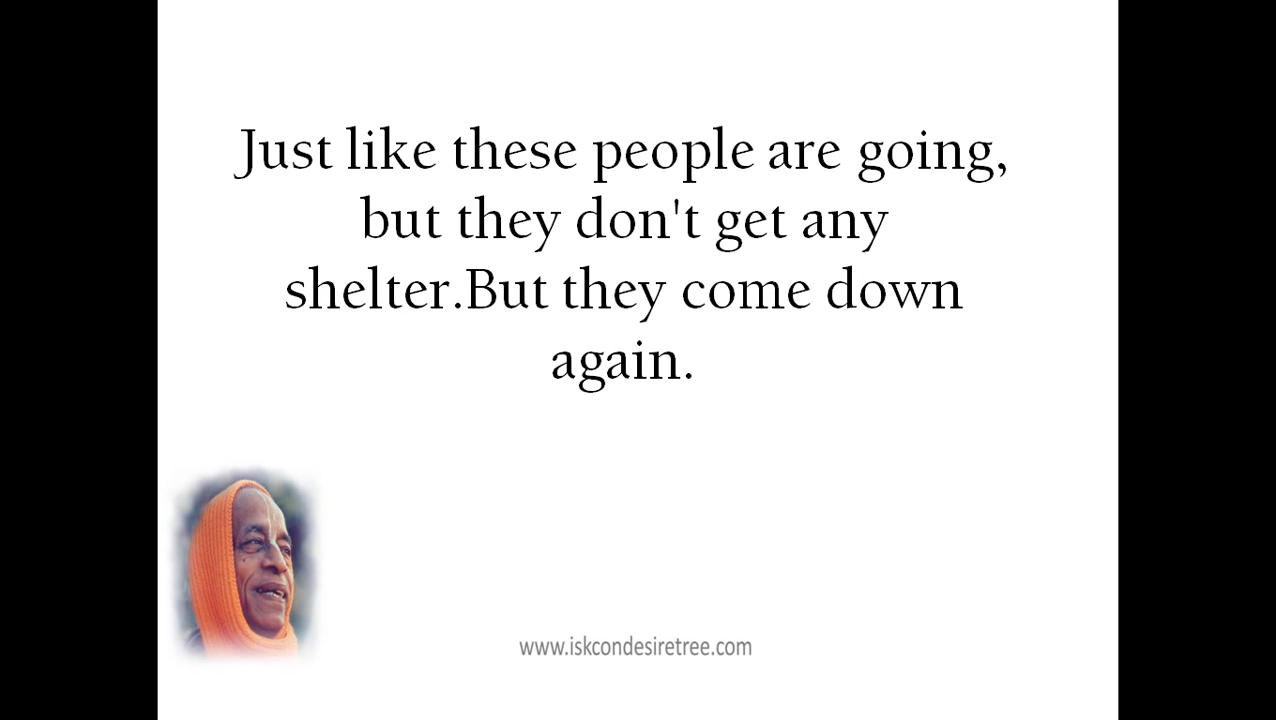 Just like these people are going,
but they don't get any
shelter.But they come down
again.
www.iskcondesiretree.com